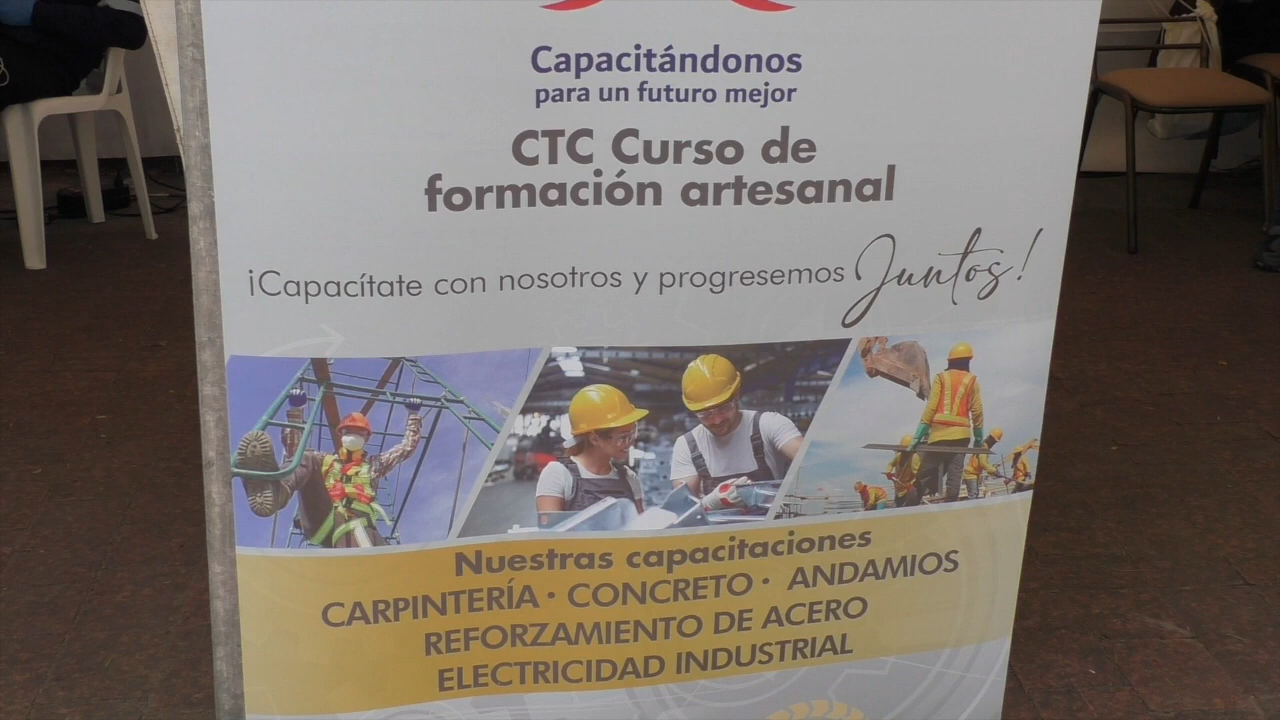 Capacitándonos
para un futuro mejor
CTC Curso de
formación artesanal
¡Capacítate con nosotros y progresemos Juntos!
Nuestras capacitaciones
CARPINTERÍA · CONCRETO · ANDAMIOS
REFORZAMIENTO DE ACERO
ELECTRICIDAD INDUSTRIAL